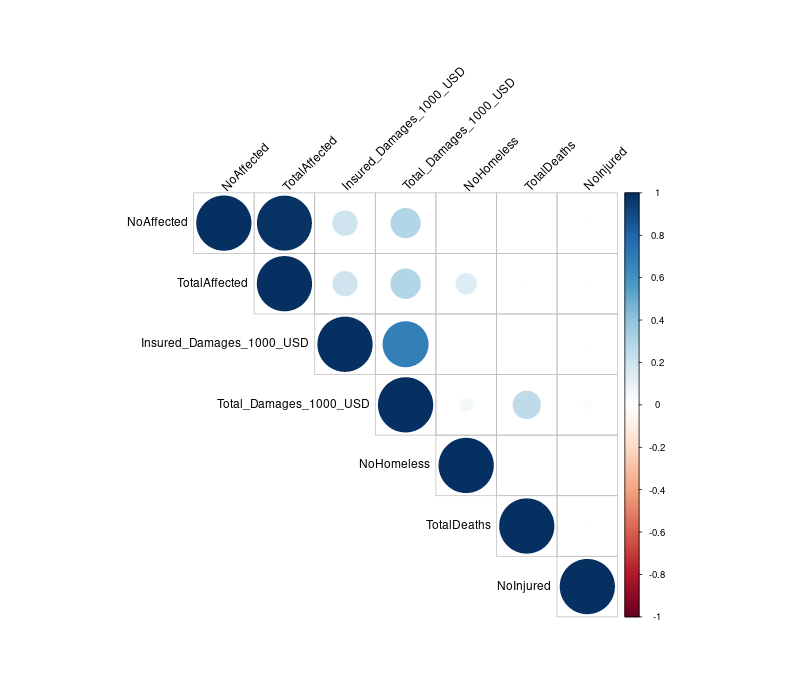 NoAffected
TotalAffected
Insured_Damages_1000_USD
Total_Damages_1000_USD
NoHomeless
TotalDeaths
NoInjured
NoAffected
TotalAffected
Insured_Damages_1000_USD
Total_Damages_1000_USD
NoHomeless
TotalDeaths
NoInjured
1
0.8
0.6
0.4
0.2
0
-0.2
-0.4
-0.6
-0.8
-1